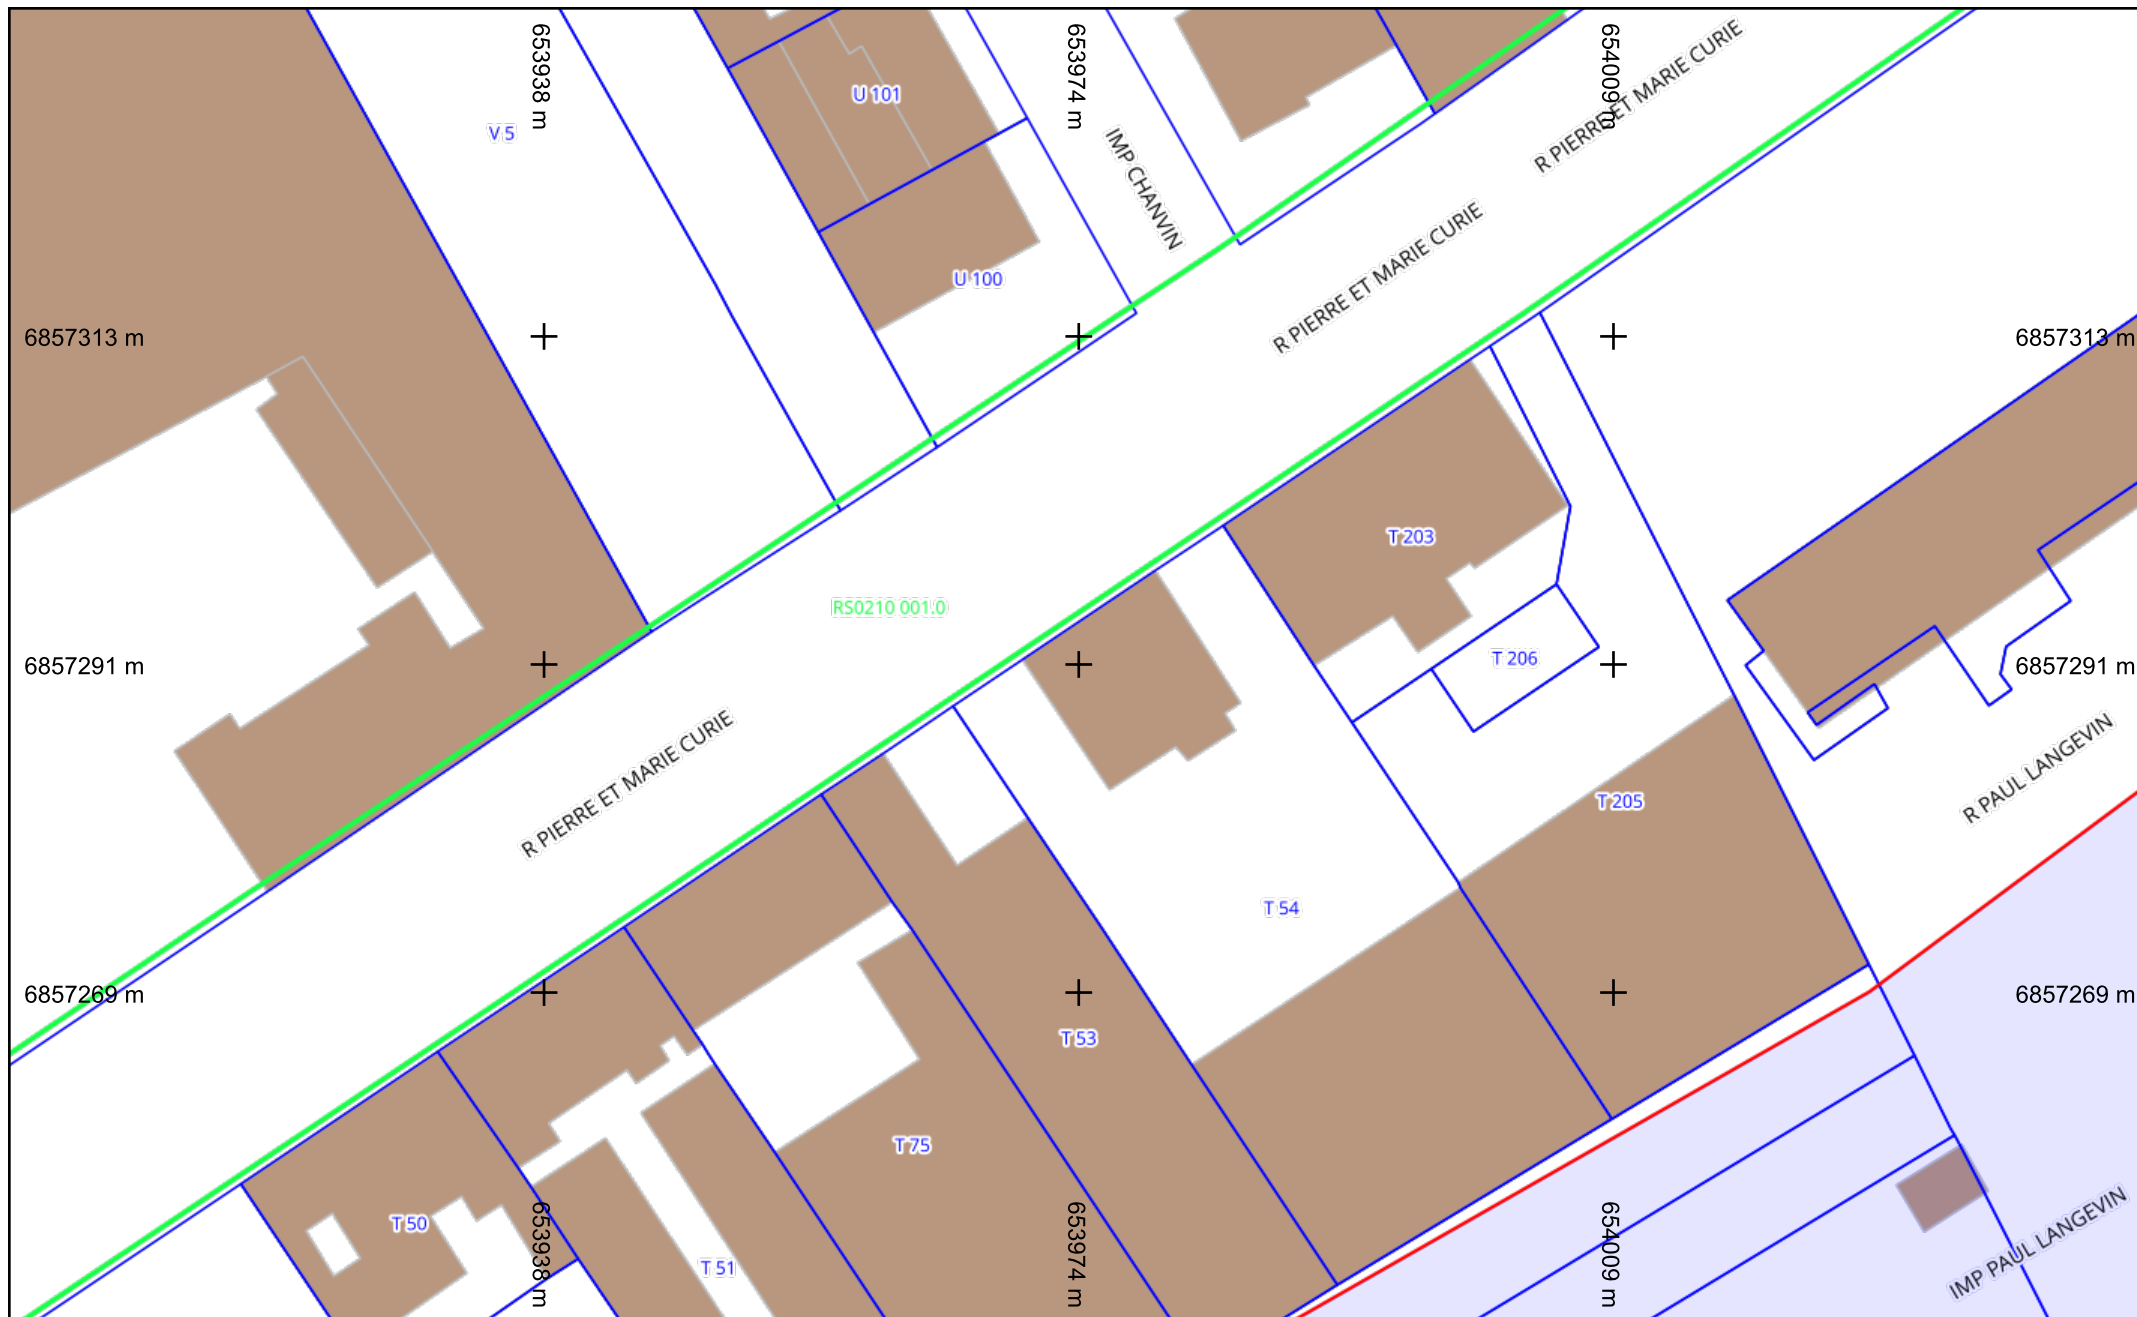 653938 m
653974 m
654009 m
R PIERRE ET MARIE CURIE
U 101
V 5
IMP CHANVIN
R PIERRE ET MARIE CURIE
U 100
6857313 m
6857313 m
T 203
RS0210 001.0
T 206
6857291 m
6857291 m
R PIERRE ET MARIE CURIE
R PAUL LANGEVIN
T 205
T 54
6857269 m
6857269 m
T 53
T 75
T 50
T 51
IMP PAUL LANGEVIN
653938 m
653974 m
654009 m